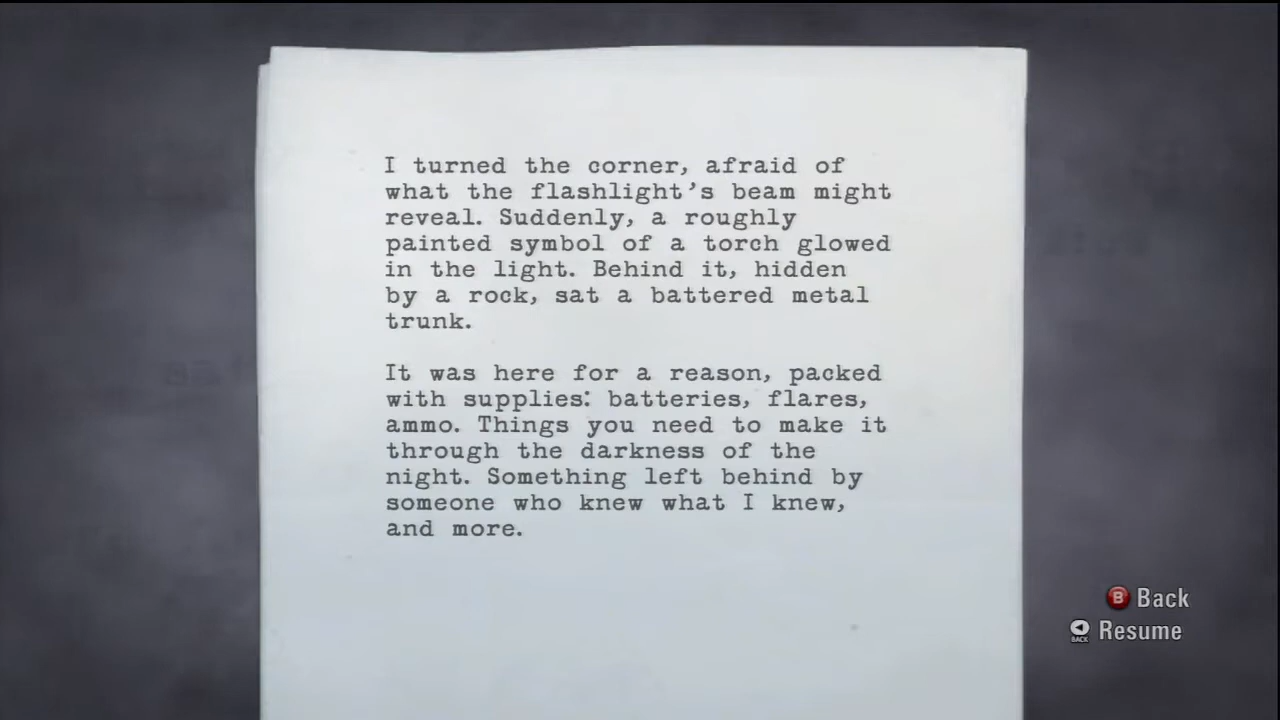 I turned the corner, afraid of
what the flashlight's beam might
reveal. Suddenly, a roughly
painted symbol of a torch glowed
in the light. Behind it, hidden
by a rock, sat a battered metal
trunk.
It was here for a reason, packed
with supplies: batteries, flares,
ammo. Things you need to make it
through the darkness of the
night. Something left behind by
someone who knew what I knew,
and more.
B Back
BACK Resume